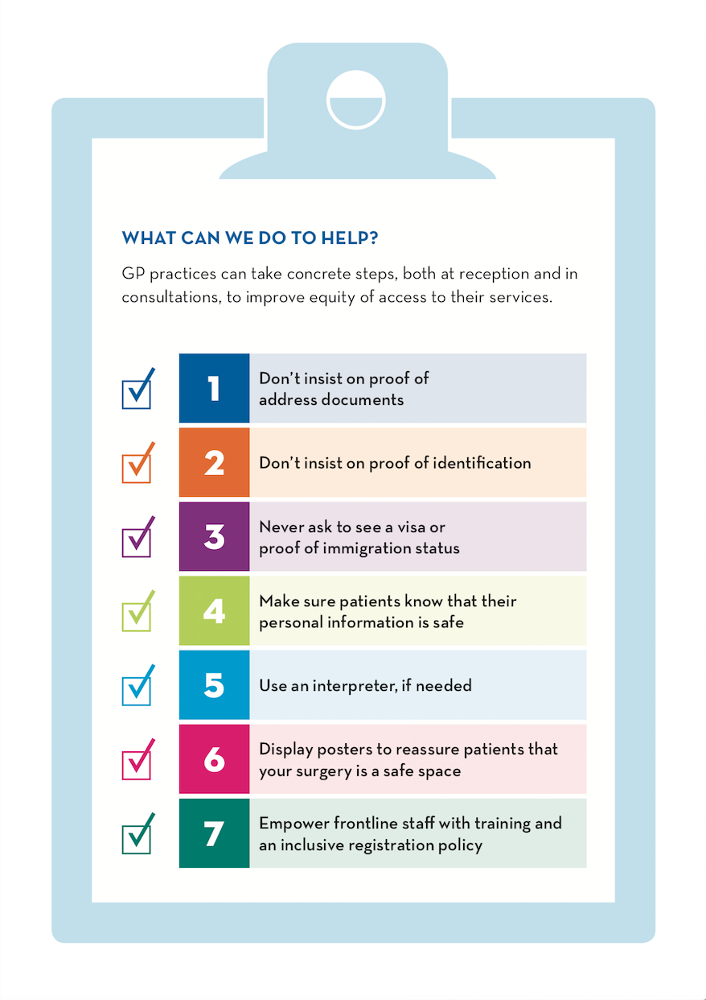 WHAT CAN WE DO TO HELP?
GP practices can take concrete steps, both at reception and in
consultations, to improve equity of access to their services.
1
Don't insist on proof of
address documents
2
Don't insist on proof of identification
3
Never ask to see a visa or
proof of immigration status
4
Make sure patients know that their
personal information is safe
5
Use an interpreter, if needed
6
Display posters to reassure patients that
your surgery is a safe space
7
Empower frontline staff with training and
an inclusive registration policy